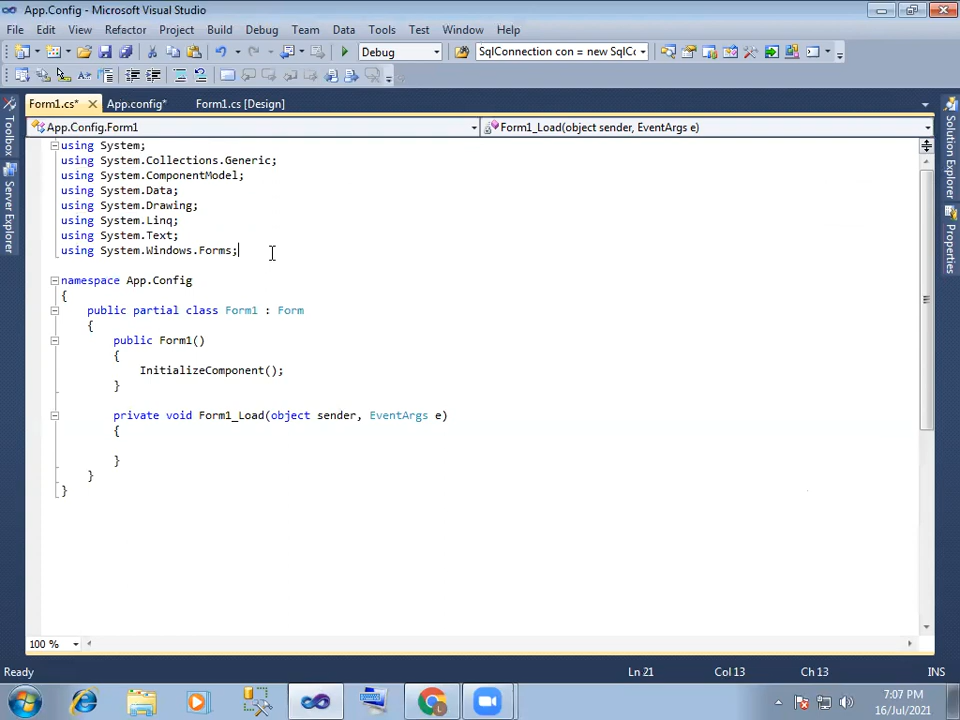 App.Config - Microsoft Visual Studio
File Edit View Refactor Project Build Debug Team Data Tools Test Window Help
Debug SqlConnection con = new SqlCc
Form1.cs* App.config* Form1.cs [Design]
App.Config.Form1 Form1_Load(object sender, EventArgs e)
Toolbox
Server Explorer
using System;
using System.Collections.Generic;
using System.ComponentModel;
using System.Data;
using System.Drawing;
using System.Linq;
using System.Text;
using System.Windows.Forms;
namespace App.Config
{
public partial class Form1 : Form
{
public Form1()
{
InitializeComponent();
}
private void Form1_Load(object sender, EventArgs e)
{
}
}
}
Solution Explorer
Properties
100 %
Ready Ln 21 Col 13 Ch 13 INS
7:07 PM
16/Jul/2021